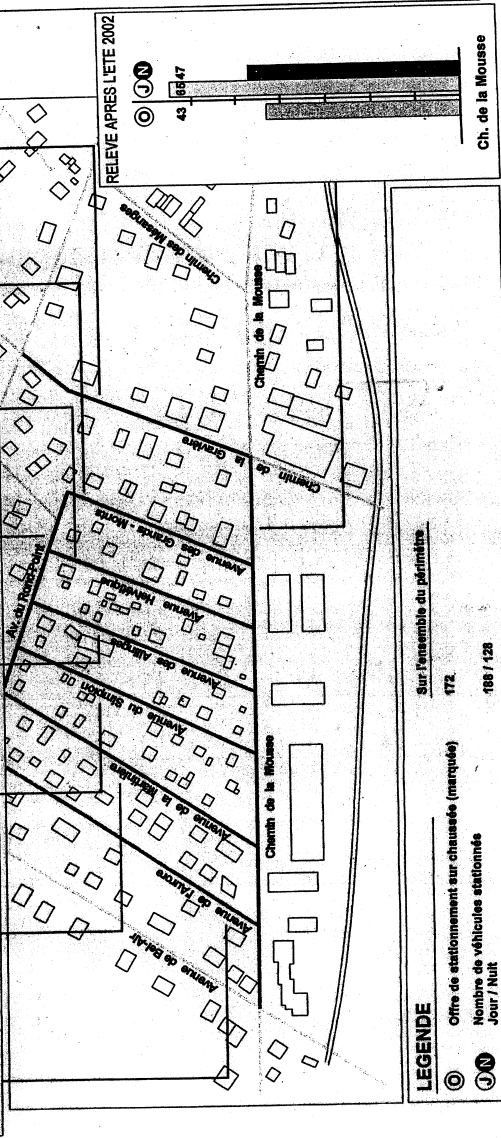 RELEVE APRES L'ETE 2002
O J N
43 65 47
Ch. de la Mousse
Chemin des Mésanges
Chemin de la Mousse
Chemin de la Gravière
Av. du Rond-Point
Avenue des Grands - Monts
Avenue Helvétique
Avenue des Allinges
Avenue du Simplon
Avenue de la Martinière
Avenue de l'Aurore
Avenue de Bel-Air
Chemin de la Mousse
LEGENDE
Sur l'ensemble du périmètre
O Offre de stationnement sur chaussée (marquée) 172
J N Nombre de véhicules stationnés 188 / 128
Jour / Nuit